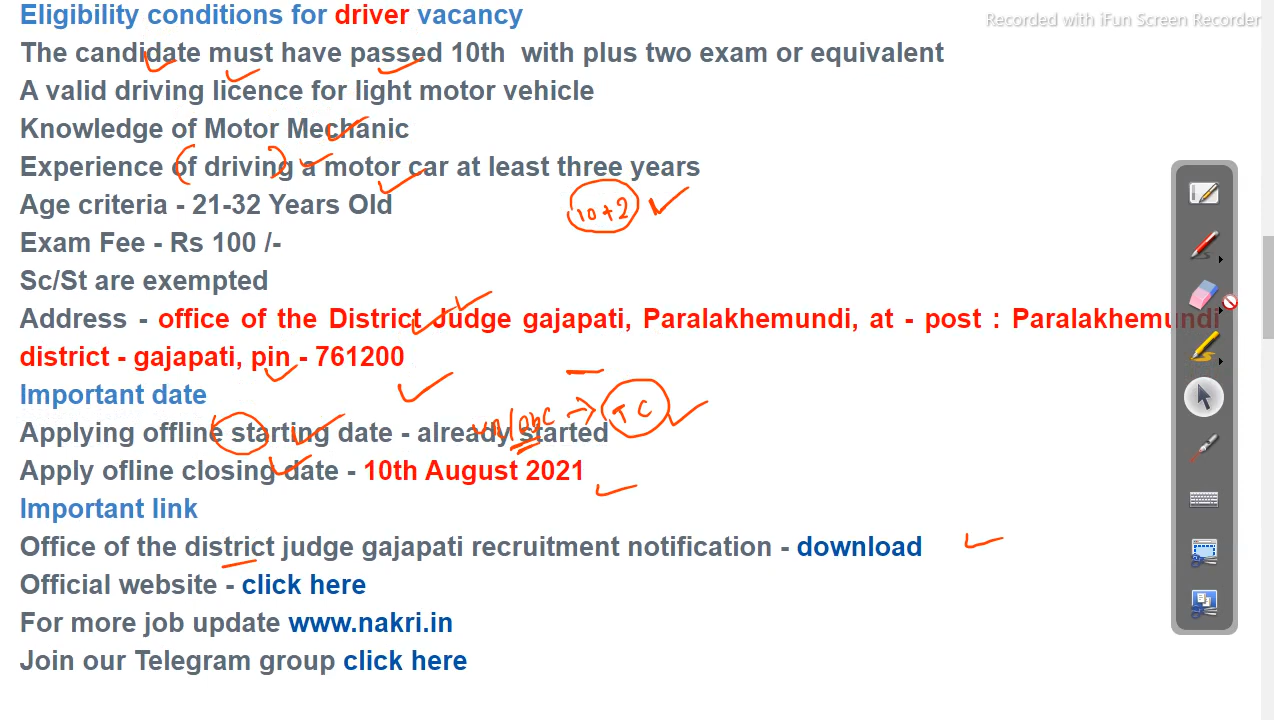 Eligibility conditions for driver vacancy
Recorded with iFun Screen Recorder
The candidate must have passed 10th with plus two exam or equivalent
A valid driving licence for light motor vehicle
Knowledge of Motor Mechanic
Experience of driving a motor car at least three years
Age criteria - 21-32 Years Old
10+2
Exam Fee - Rs 100 /-
Sc/St are exempted
Address - office of the District Judge gajapati, Paralakhemundi, at - post : Paralakhemundi
district - gajapati, pin - 761200
Important date
TC
Applying offline starting date - already started
Apply ofline closing date - 10th August 2021
Important link
Office of the district judge gajapati recruitment notification - download
Official website - click here
For more job update www.nakri.in
Join our Telegram group click here